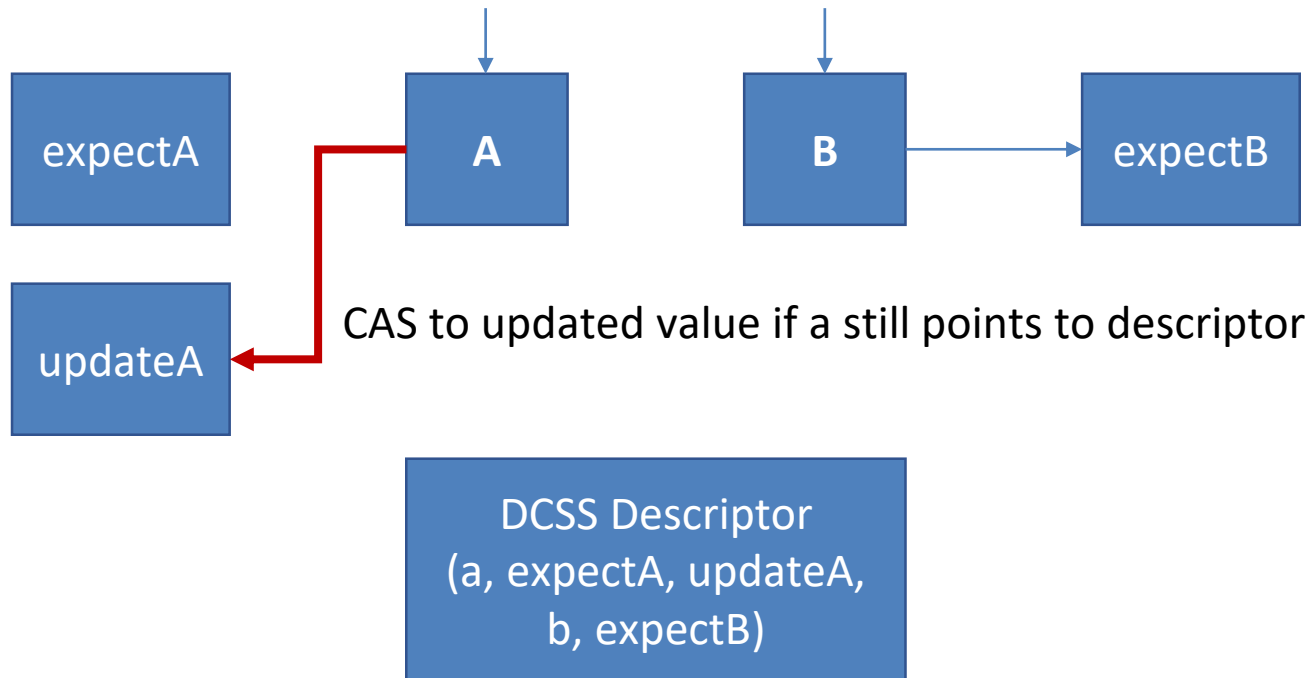 expectA
A
B
expectB
updateA
CAS to updated value if a still points to descriptor
DCSS Descriptor
(a, expectA, updateA,
b, expectB)